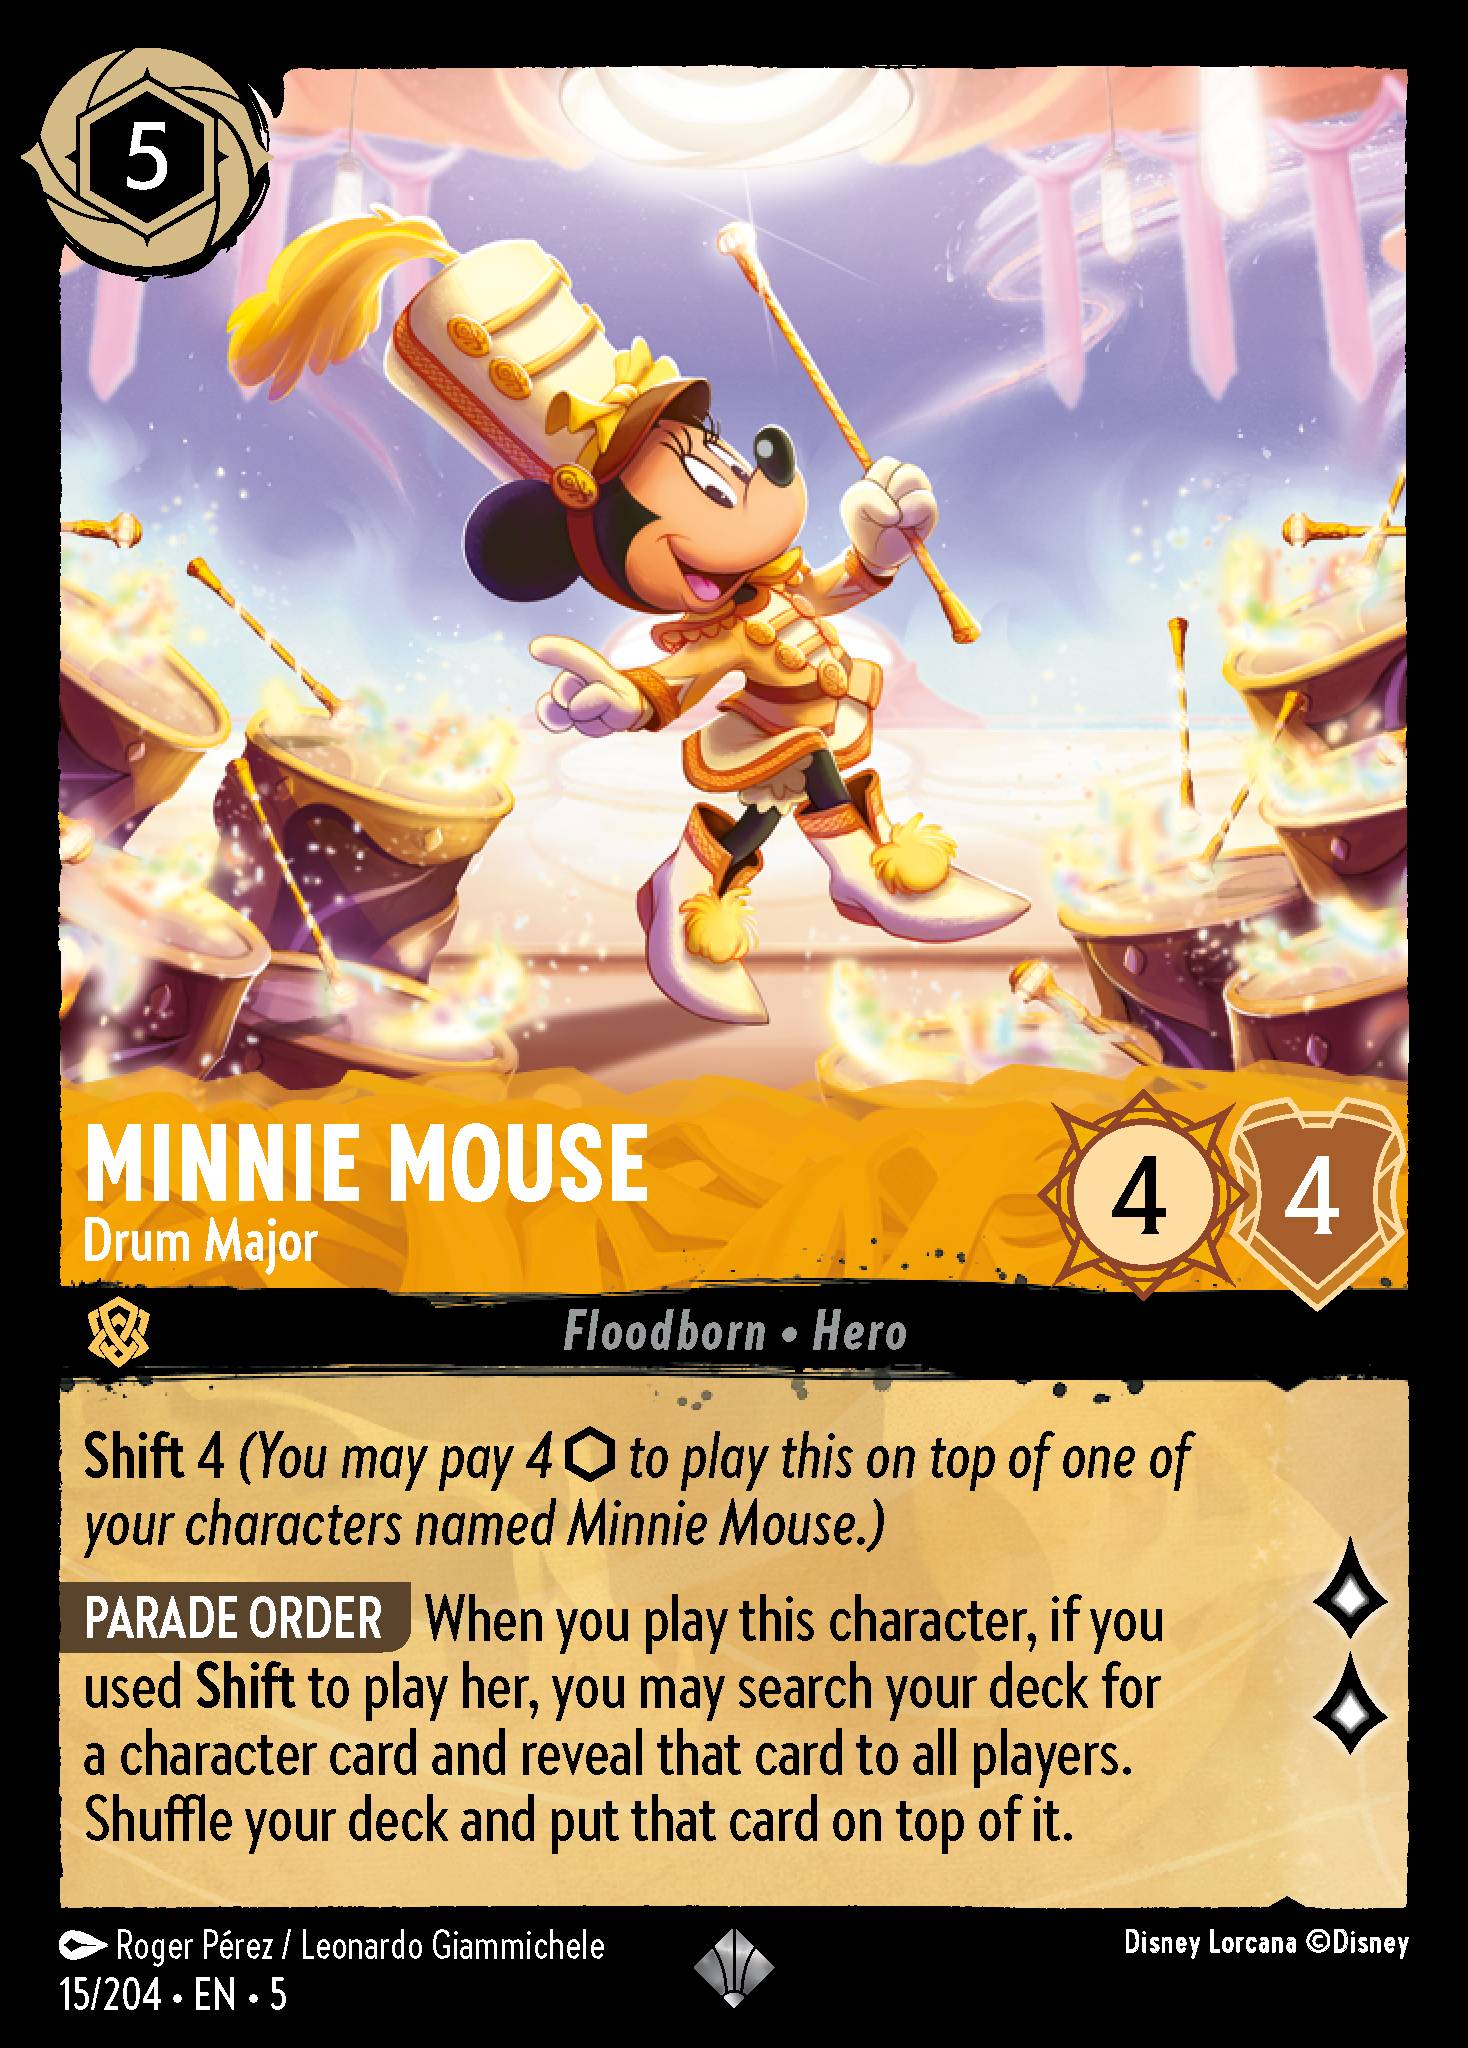 5
MINNIE MOUSE
Drum Major
4
4
Floodborn • Hero
Shift 4 (You may pay 4 ⬡ to play this on top of one of
your characters named Minnie Mouse.)
PARADE ORDER When you play this character, if you
used Shift to play her, you may search your deck for
a character card and reveal that card to all players.
Shuffle your deck and put that card on top of it.
Roger Pérez / Leonardo Giammichele
Disney Lorcana ©Disney
15/204 • EN • 5